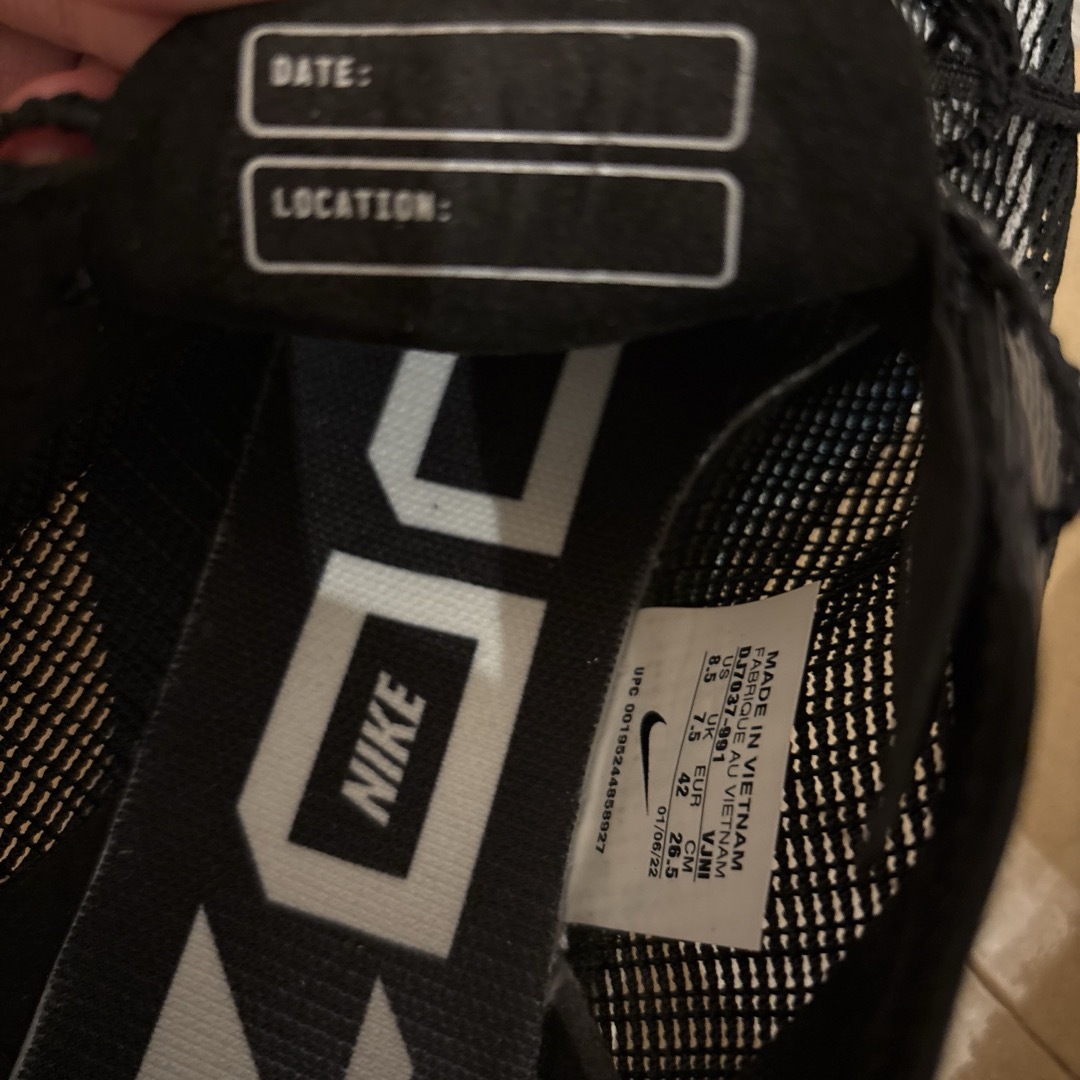 DATE:
LOCATION:
NIKE
MADE IN VIETNAM
FABRIQUE AU VIETNAM
DJ7037-991 VJNI
US UK EUR CM
8.5 7.5 42 26.5
01/06/22
UPC 00195244858927